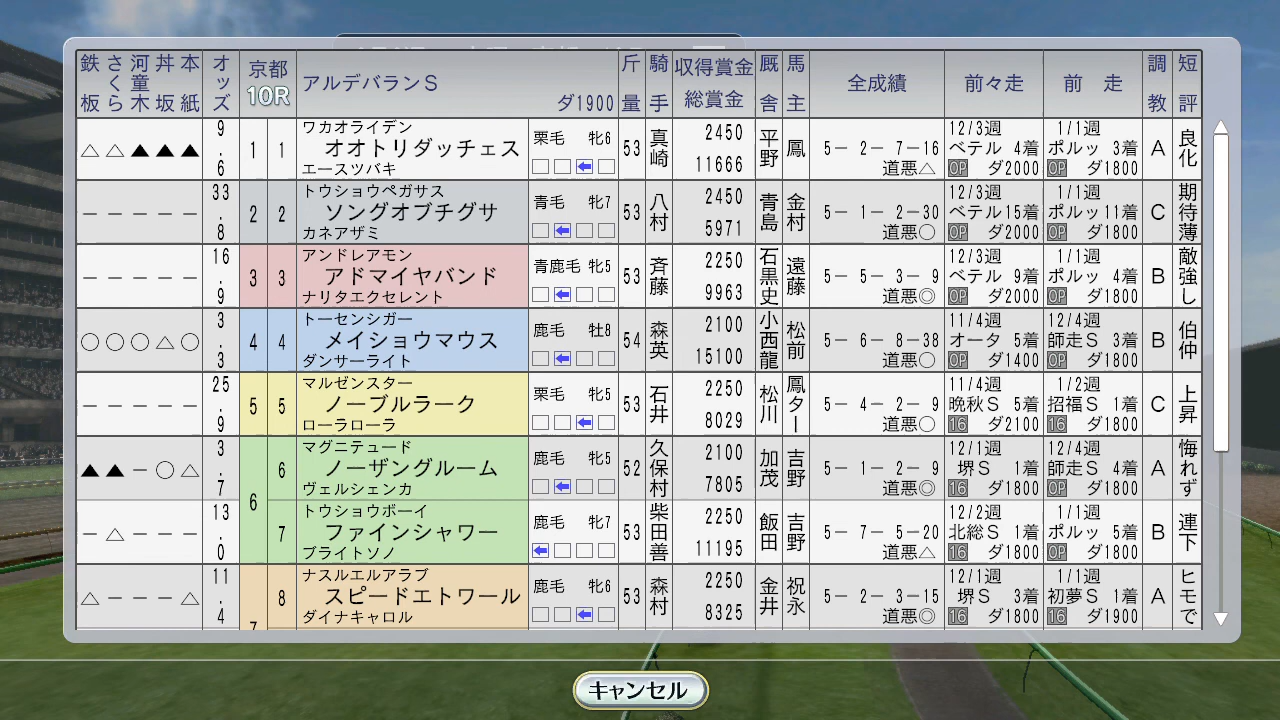 鉄板 さくら 河童木 丼坂 本紙 オッズ 京都 10R アルデバランS ダ1900 斤量 騎手 収得賞金 総賞金 厩舎 馬主 全成績 前々走 前 走 調教 短評
△ △ ▲ ▲ ▲ 9.6 1 1 ワカオライデン オオトリダッチェス エースツバキ 栗毛 牝6 53 真崎 2450 11666 平野 鳳 5- 2- 7-16 道悪△ 12/3週 ベテル 4着 OP ダ2000 1/1週 ポルッ 3着 OP ダ1800 A 良化
- - - - - 33.8 2 2 トウショウペガサス ソングオブチグサ カネアザミ 青毛 牝7 53 八村 2450 5971 青島 金村 5- 1- 2-30 道悪○ 12/3週 ベテル15着 OP ダ2000 1/1週 ポルッ11着 OP ダ1800 C 期待薄
- - - - - 16.9 3 3 アンドレアモン アドマイヤバンド ナリタエクセレント 青鹿毛 牝5 53 斉藤 2250 9963 石黒史 遠藤 5- 5- 3- 9 道悪◎ 12/3週 ベテル 9着 OP ダ2000 1/1週 ポルッ 4着 OP ダ1800 B 敵強し
○ ○ ○ △ ○ 3.3 4 4 トーセンシガー メイショウマウス ダンサーライト 鹿毛 牡8 54 森英 2100 15100 小西龍 松前 5- 6- 8-38 道悪○ 11/4週 オータ 5着 OP ダ1400 12/4週 師走S 3着 OP ダ1800 B 伯仲
- - - - - 25.9 5 5 マルゼンスター ノーブルラーク ローラローラ 栗毛 牝5 53 石井 2250 8029 松川 鳳ター 5- 4- 2- 9 道悪○ 11/4週 晩秋S 5着 16 ダ2100 1/2週 招福S 1着 16 ダ1800 C 上昇
▲ ▲ - ○ △ 3.7 6 6 マグニテュード ノーザングルーム ヴェルシェンカ 鹿毛 牝5 52 久保村 2100 7805 加茂 吉野 5- 1- 2- 9 道悪◎ 12/1週 堺S 1着 16 ダ1800 12/4週 師走S 4着 OP ダ1800 A 悔れず
- △ - - - 13.0 7 トウショウボーイ ファインシャワー ブライトソノ 鹿毛 牝7 53 柴田善 2250 11195 飯田 吉野 5- 7- 5-20 道悪△ 12/2週 北総S 1着 16 ダ1800 1/1週 ポルッ 5着 OP ダ1800 B 連下
△ - - - △ 11.4 7 8 ナスルエルアラブ スピードエトワール ダイナキャロル 鹿毛 牝6 53 森村 2250 8325 金井 祝永 5- 2- 3-15 道悪◎ 12/1週 堺S 3着 16 ダ1800 1/1週 初夢S 1着 16 ダ1900 A ヒモで
キャンセル